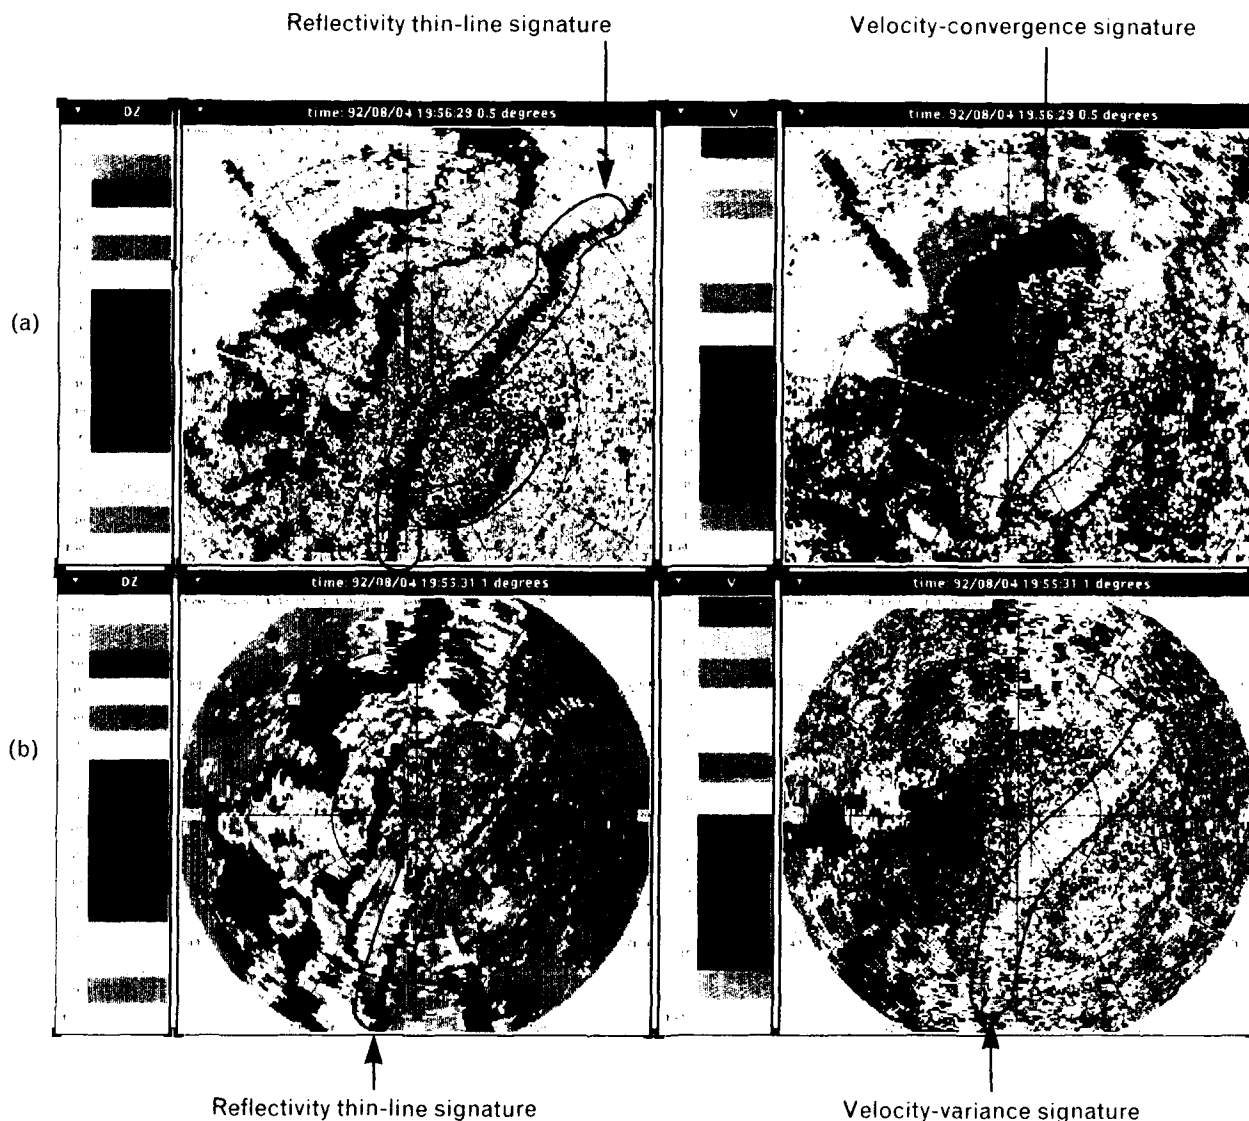 Reflectivity thin-line signature
Velocity-convergence signature
DZ
time: 92/08/04 19:56:29 0.5 degrees
V
time: 92/08/04 19:56:29 0.5 degrees
(a)
DZ
time: 92/08/04 19:55:31 1 degrees
V
time: 92/08/04 19:55:31 1 degrees
(b)
Reflectivity thin-line signature
Velocity-variance signature